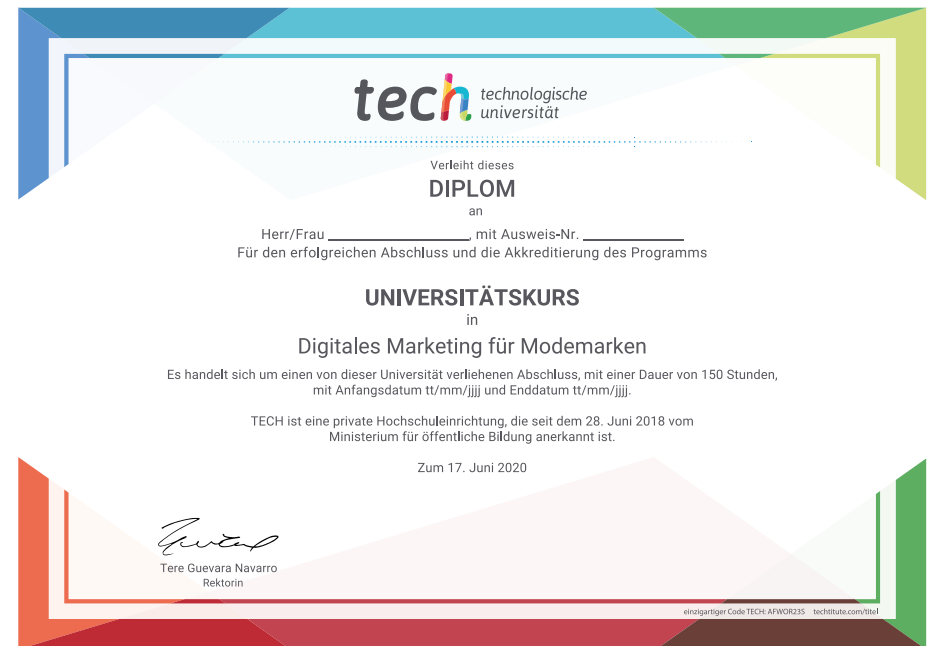 tech technologische
universität
Verleiht dieses
DIPLOM
an
Herr/Frau ____________________, mit Ausweis-Nr. ______________
Für den erfolgreichen Abschluss und die Akkreditierung des Programms
UNIVERSITÄTSKURS
in
Digitales Marketing für Modemarken
Es handelt sich um einen von dieser Universität verliehenen Abschluss, mit einer Dauer von 150 Stunden,
mit Anfangsdatum tt/mm/jjjj und Enddatum tt/mm/jjjj.
TECH ist eine private Hochschuleinrichtung, die seit dem 28. Juni 2018 vom
Ministerium für öffentliche Bildung anerkannt ist.
Zum 17. Juni 2020
Tere Guevara Navarro
Rektorin
einzigartiger Code TECH: AFWOR23S techtitute.com/titel